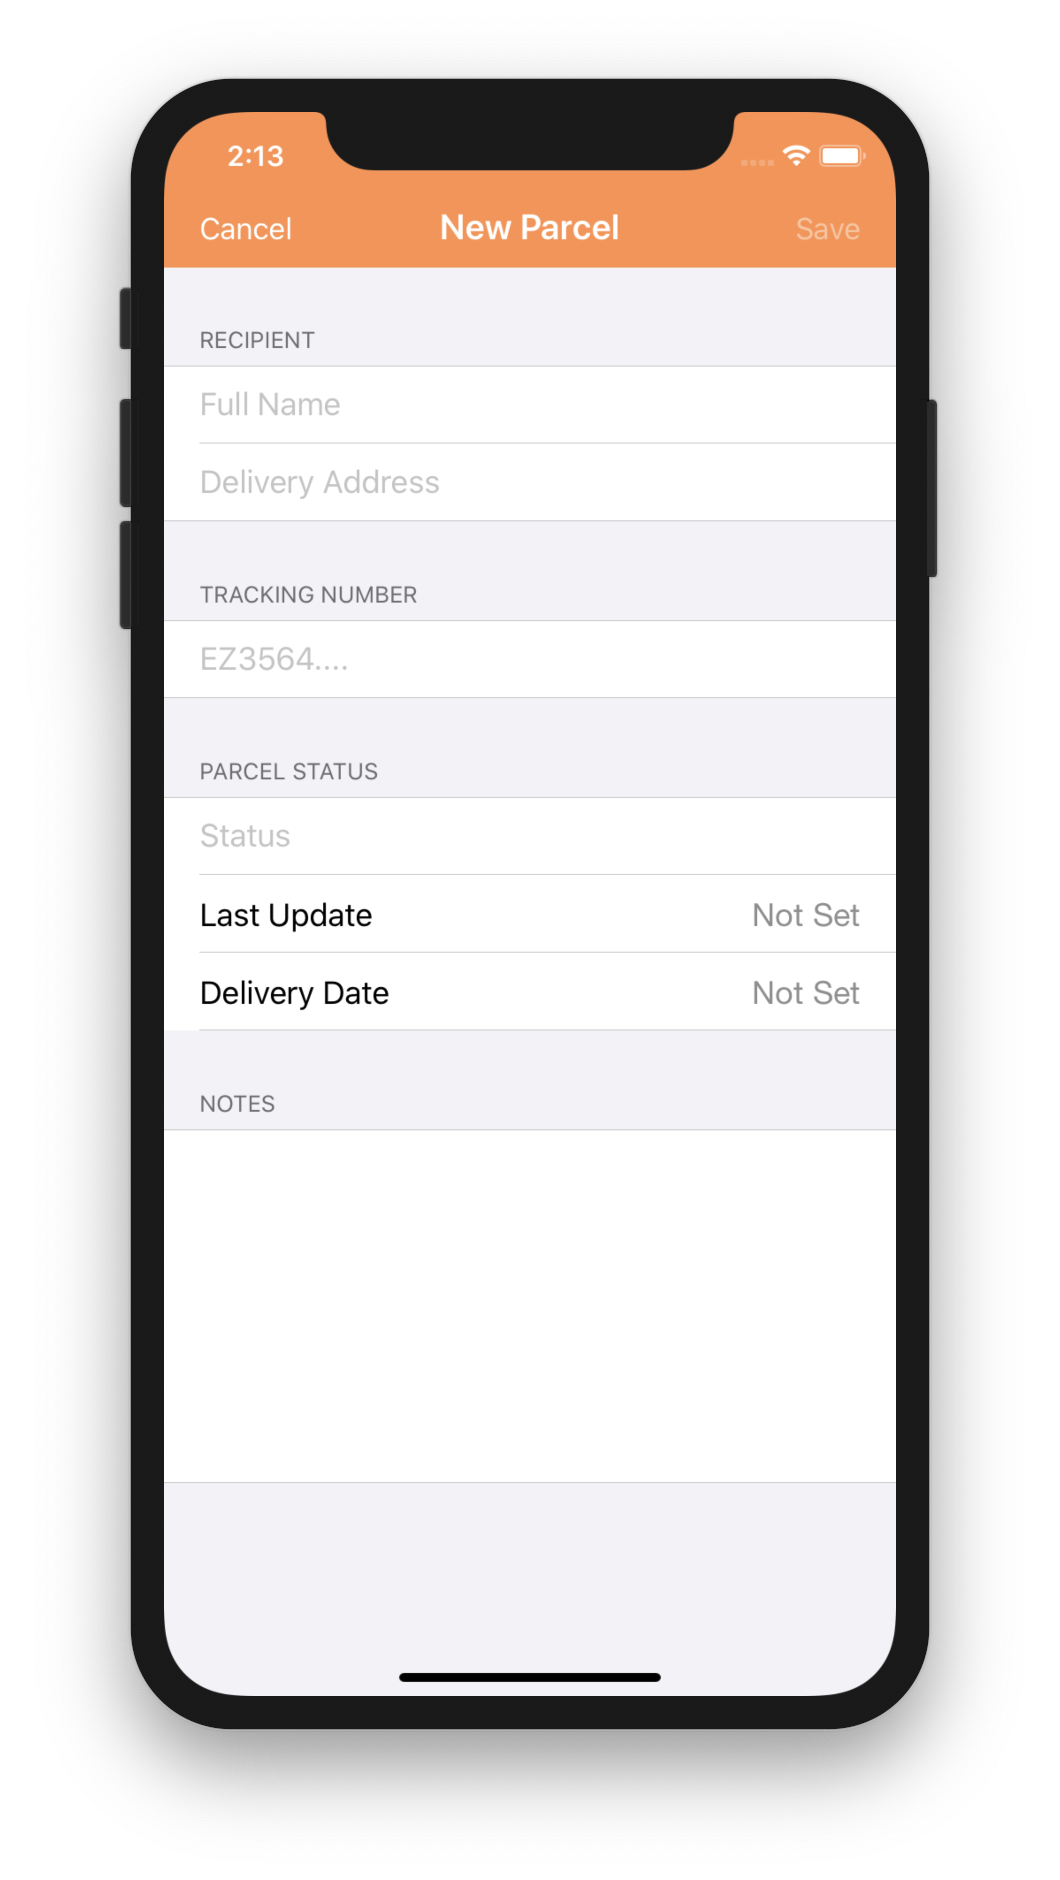 2:13
Cancel New Parcel Save
RECIPIENT
Full Name
Delivery Address
TRACKING NUMBER
EZ3564....
PARCEL STATUS
Status
Last Update Not Set
Delivery Date Not Set
NOTES